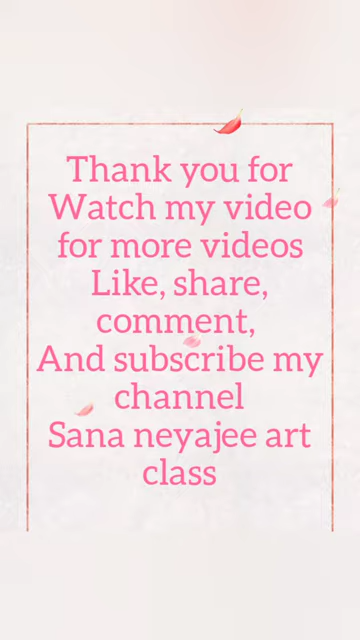 Thank you for
Watch my video
for more videos
Like, share,
comment,
And subscribe my
channel
Sana neyajee art
class